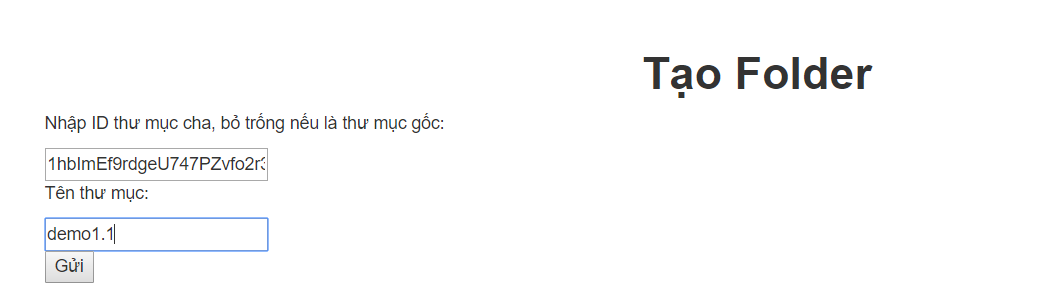 Tạo Folder
Nhập ID thư mục cha, bỏ trống nếu là thư mục gốc:
1hbImEf9rdgeU747PZvfo2r3
Tên thư mục:
demo1.1
Gửi